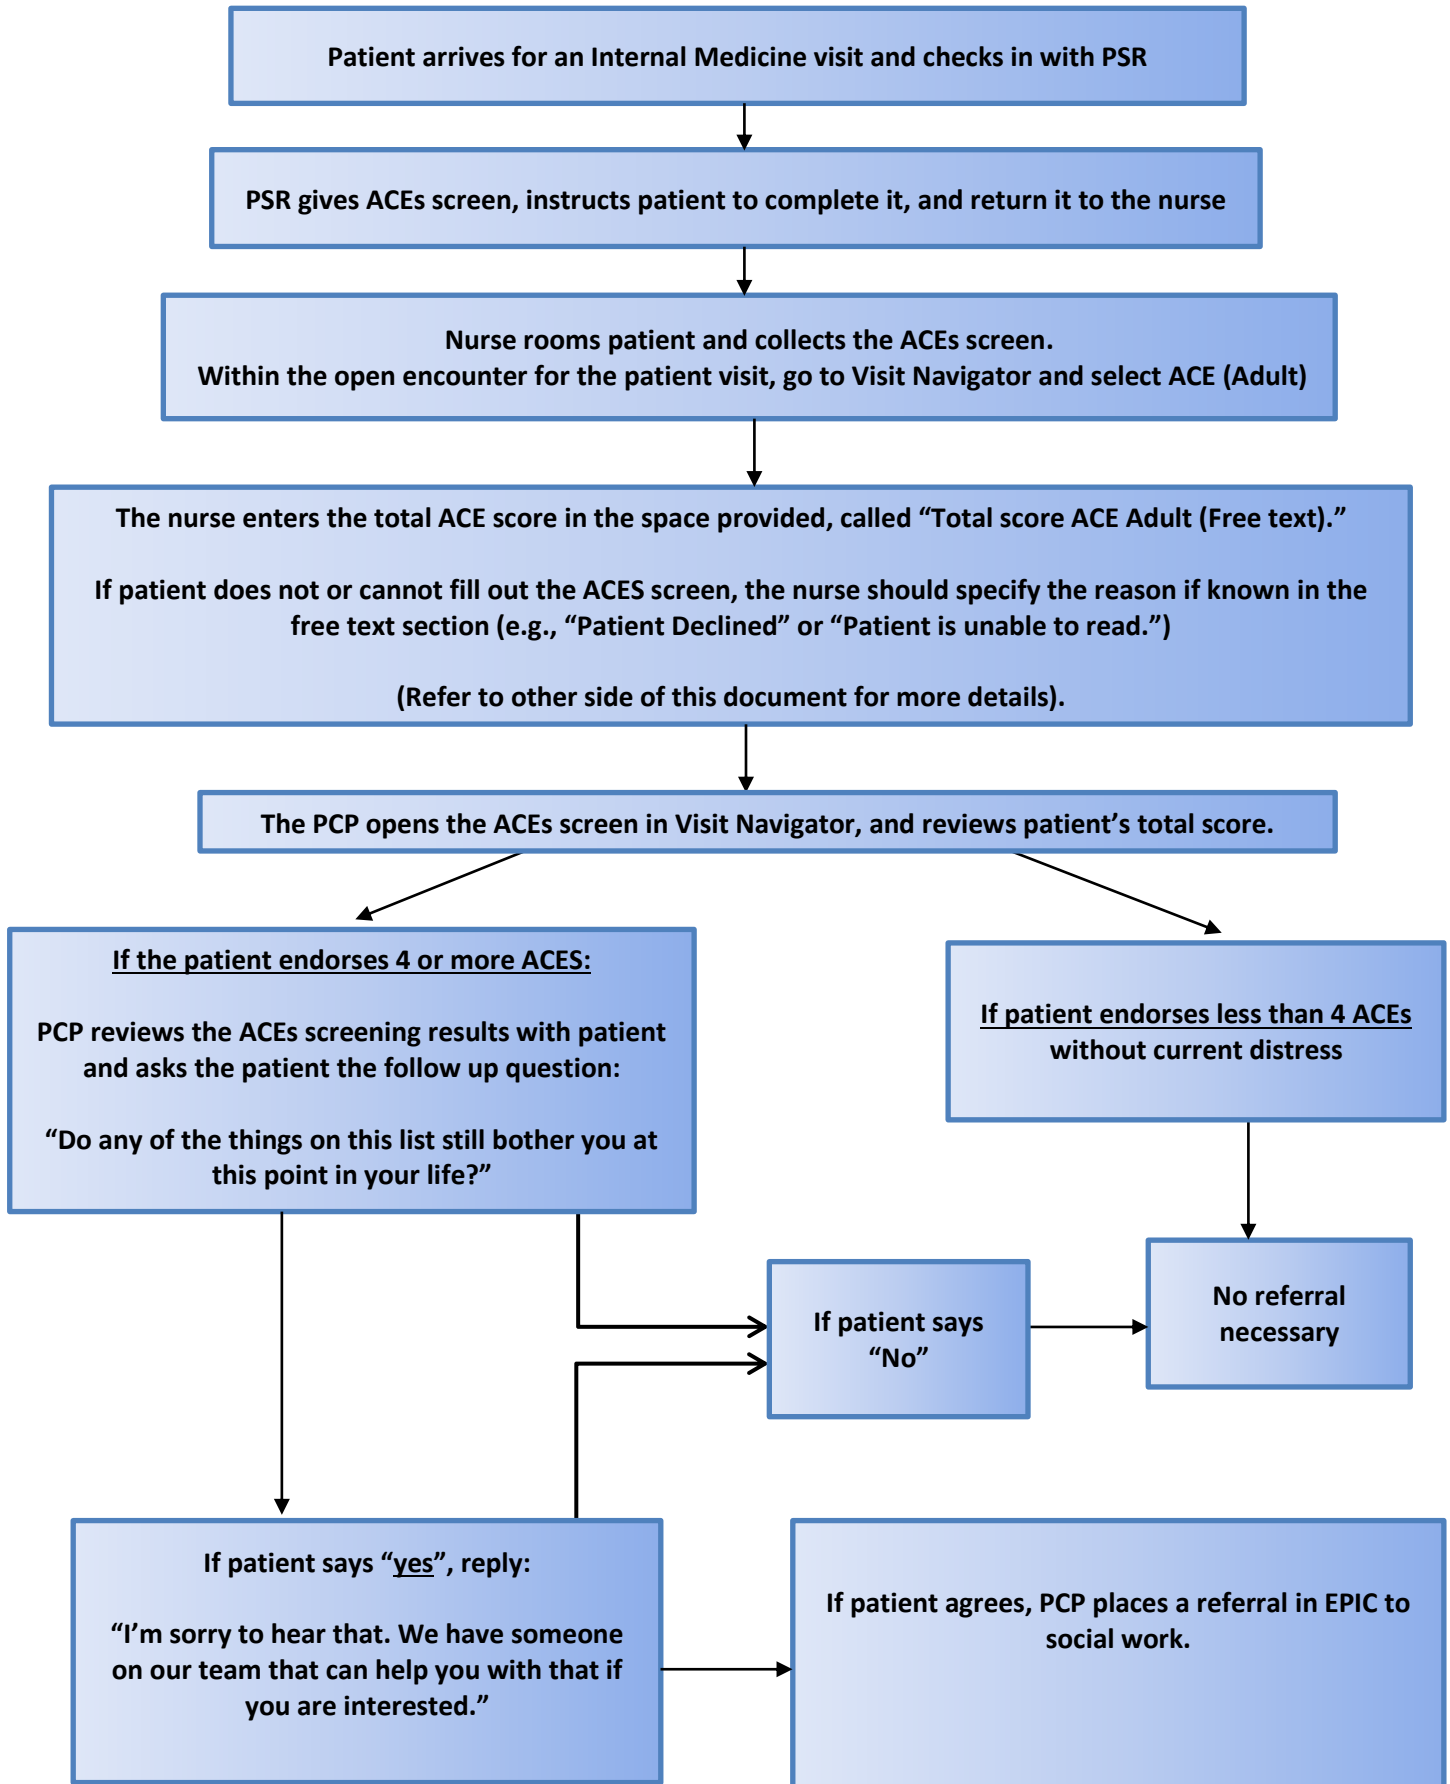 Patient arrives for an Internal Medicine visit and checks in with PSR
PSR gives ACEs screen, instructs patient to complete it, and return it to the nurse
Nurse rooms patient and collects the ACEs screen.
Within the open encounter for the patient visit, go to Visit Navigator and select ACE (Adult)
The nurse enters the total ACE score in the space provided, called “Total score ACE Adult (Free text).”
If patient does not or cannot fill out the ACES screen, the nurse should specify the reason if known in the
free text section (e.g., “Patient Declined” or “Patient is unable to read.”)
(Refer to other side of this document for more details).
The PCP opens the ACEs screen in Visit Navigator, and reviews patient’s total score.
If the patient endorses 4 or more ACES:
PCP reviews the ACEs screening results with patient
and asks the patient the follow up question:
“Do any of the things on this list still bother you at
this point in your life?”
If patient endorses less than 4 ACEs
without current distress
If patient says
“No”
No referral
necessary
If patient says “yes”, reply:
“I’m sorry to hear that. We have someone
on our team that can help you with that if
you are interested.”
If patient agrees, PCP places a referral in EPIC to
social work.